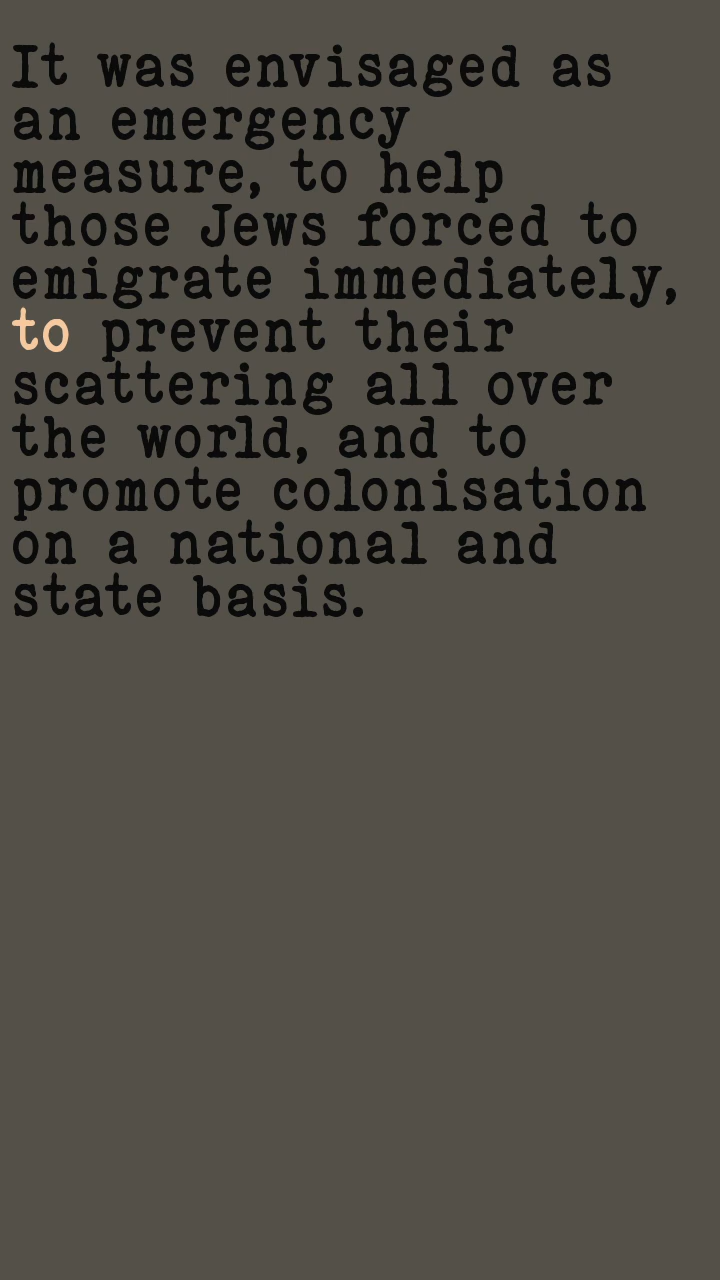 It was envisaged as
an emergency
measure, to help
those Jews forced to
emigrate immediately,
to prevent their
scattering all over
the world, and to
promote colonisation
on a national and
state basis.